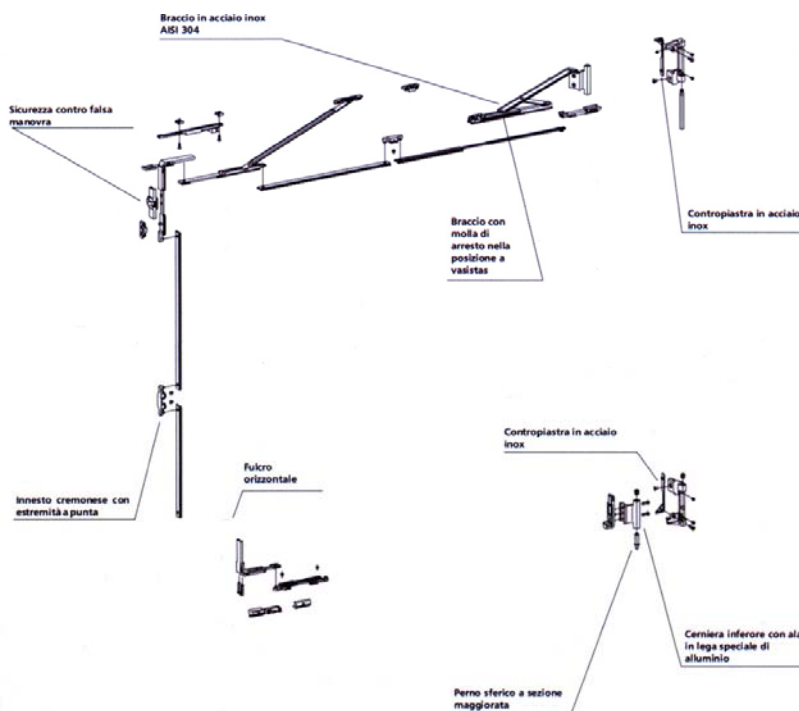 Braccio in acciaio inox
AISI 304
Sicurezza contro falsa
manovra
Contropiastra in acciaio
inox
Braccio con
molla di
arresto nella
posizione a
vasistas
Contropiastra in acciaio
inox
Fulcro
orizzontale
Innesto cremonese con
estremità a punta
Cerniera inferore con ala
in lega speciale di
alluminio
Perno sferico a sezione
maggiorata